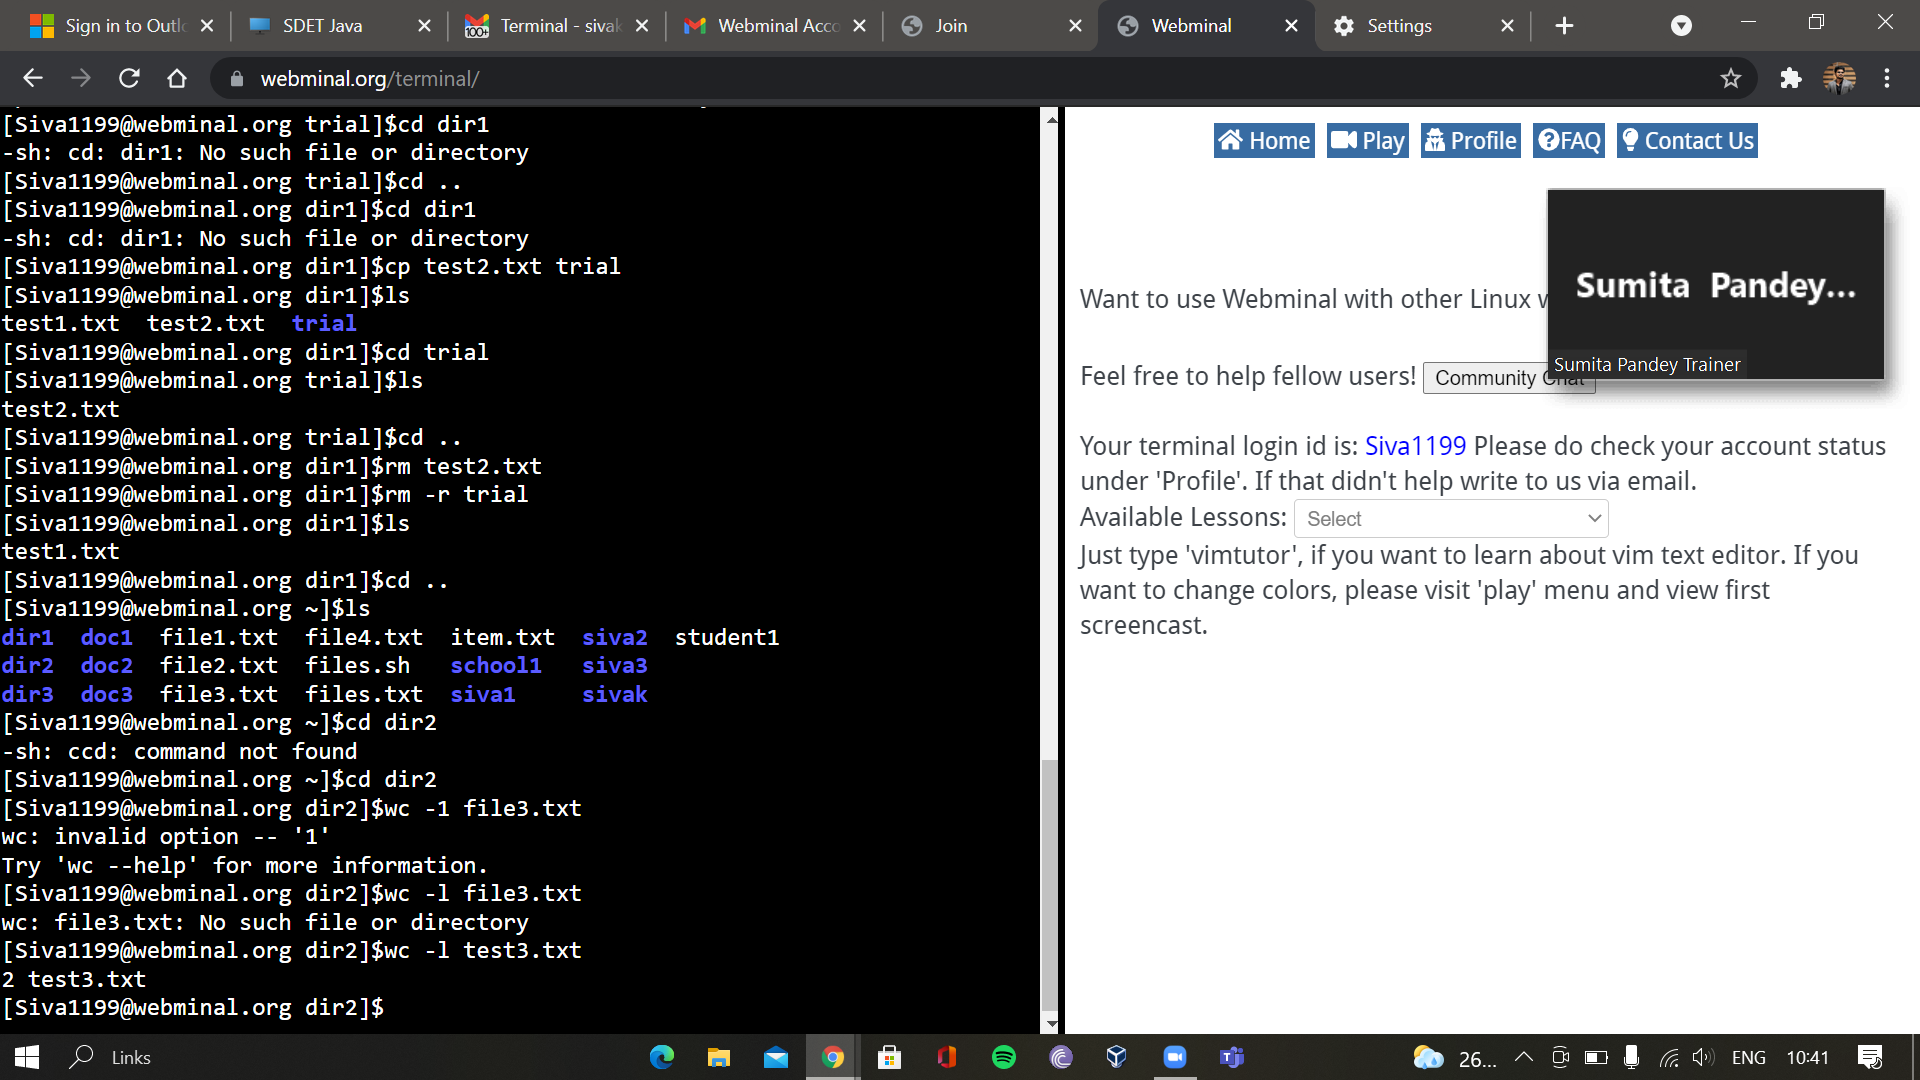 Sign in to Outlo
SDET Java
100+
Terminal - sivak
Webminal Acco
Join
Webminal
Settings
webminal.org/terminal/
[Siva1199@webminal.org trial]$cd dir1
-sh: cd: dir1: No such file or directory
[Siva1199@webminal.org trial]$cd ..
[Siva1199@webminal.org dir1]$cd dir1
-sh: cd: dir1: No such file or directory
[Siva1199@webminal.org dir1]$cp test2.txt trial
[Siva1199@webminal.org dir1]$ls
test1.txt  test2.txt  trial
[Siva1199@webminal.org dir1]$cd trial
[Siva1199@webminal.org trial]$ls
test2.txt
[Siva1199@webminal.org trial]$cd ..
[Siva1199@webminal.org dir1]$rm test2.txt
[Siva1199@webminal.org dir1]$rm -r trial
[Siva1199@webminal.org dir1]$ls
test1.txt
[Siva1199@webminal.org dir1]$cd ..
[Siva1199@webminal.org ~]$ls
dir1  doc1  file1.txt  file4.txt  item.txt  siva2  student1
dir2  doc2  file2.txt  files.sh   school1   siva3
dir3  doc3  file3.txt  files.txt  siva1     sivak
[Siva1199@webminal.org ~]$cd dir2
-sh: ccd: command not found
[Siva1199@webminal.org ~]$cd dir2
[Siva1199@webminal.org dir2]$wc -1 file3.txt
wc: invalid option -- '1'
Try 'wc --help' for more information.
[Siva1199@webminal.org dir2]$wc -l file3.txt
wc: file3.txt: No such file or directory
[Siva1199@webminal.org dir2]$wc -l test3.txt
2 test3.txt
[Siva1199@webminal.org dir2]$
Home
Play
Profile
FAQ
Contact Us
Sumita Pandey...
Sumita Pandey Trainer
Want to use Webminal with other Linux w
Feel free to help fellow users! Community Chat
Your terminal login id is: Siva1199 Please do check your account status
under 'Profile'. If that didn't help write to us via email.
Available Lessons: Select
Just type 'vimtutor', if you want to learn about vim text editor. If you
want to change colors, please visit 'play' menu and view first
screencast.
Links
26...
ENG
10:41